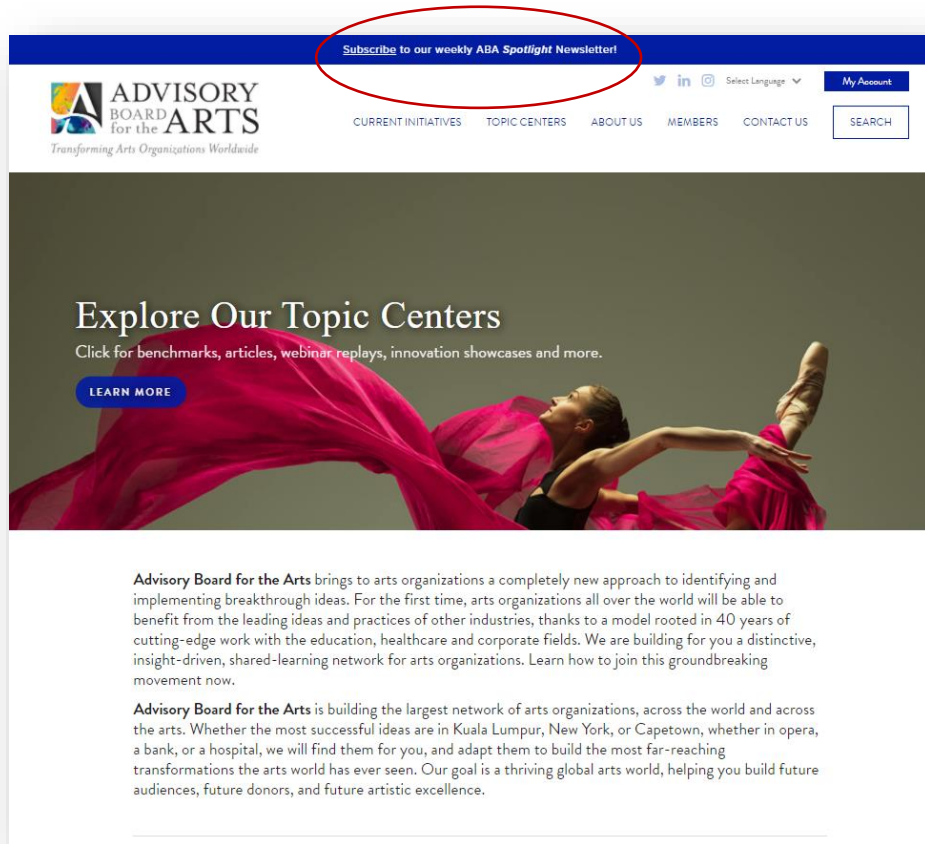 Subscribe to our weekly ABA Spotlight Newsletter!
Select Language
My Account
ADVISORY
BOARD
for the ARTS
Transforming Arts Organizations Worldwide
CURRENT INITIATIVES
TOPIC CENTERS
ABOUT US
MEMBERS
CONTACT US
SEARCH
Explore Our Topic Centers
Click for benchmarks, articles, webinar replays, innovation showcases and more.
LEARN MORE
Advisory Board for the Arts brings to arts organizations a completely new approach to identifying and
implementing breakthrough ideas. For the first time, arts organizations all over the world will be able to
benefit from the leading ideas and practices of other industries, thanks to a model rooted in 40 years of
cutting-edge work with the education, healthcare and corporate fields. We are building for you a distinctive,
insight-driven, shared-learning network for arts organizations. Learn how to join this groundbreaking
movement now.
Advisory Board for the Arts is building the largest network of arts organizations, across the world and across
the arts. Whether the most successful ideas are in Kuala Lumpur, New York, or Capetown, whether in opera,
a bank, or a hospital, we will find them for you, and adapt them to build the most far-reaching
transformations the arts world has ever seen. Our goal is a thriving global arts world, helping you build future
audiences, future donors, and future artistic excellence.